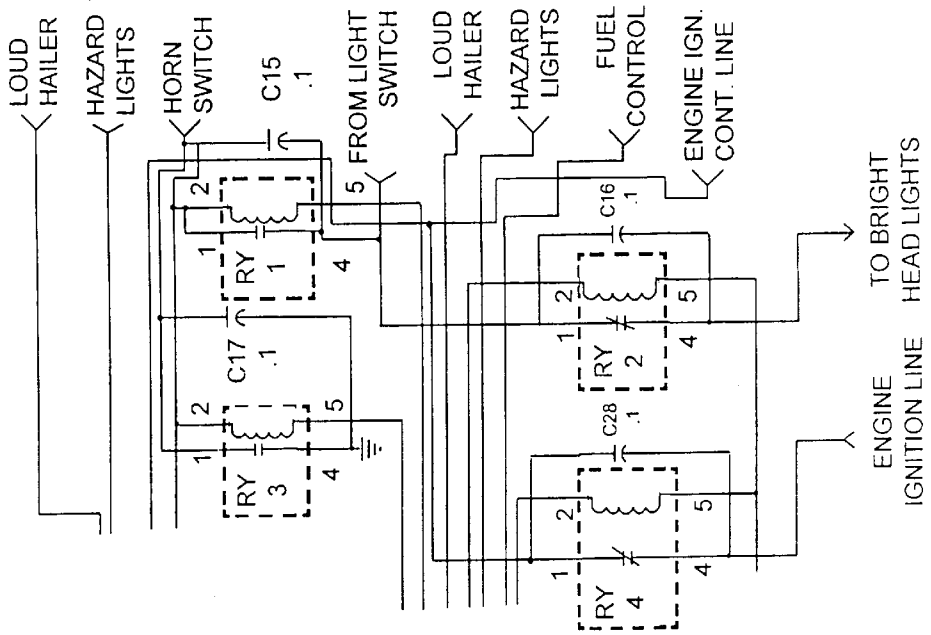 LOUD
HAILER
HAZARD
LIGHTS
HORN
SWITCH
C15
.1
FROM LIGHT
SWITCH
LOUD
HAILER
HAZARD
LIGHTS
FUEL
CONTROL
ENGINE IGN.
CONT. LINE
2
1
RY
1
4
5
C17
.1
2
1
RY
3
4
5
C16
.1
2
RY
2
4
5
C28
.1
2
1
RY
4
4
5
TO BRIGHT
HEAD LIGHTS
ENGINE
IGNITION LINE